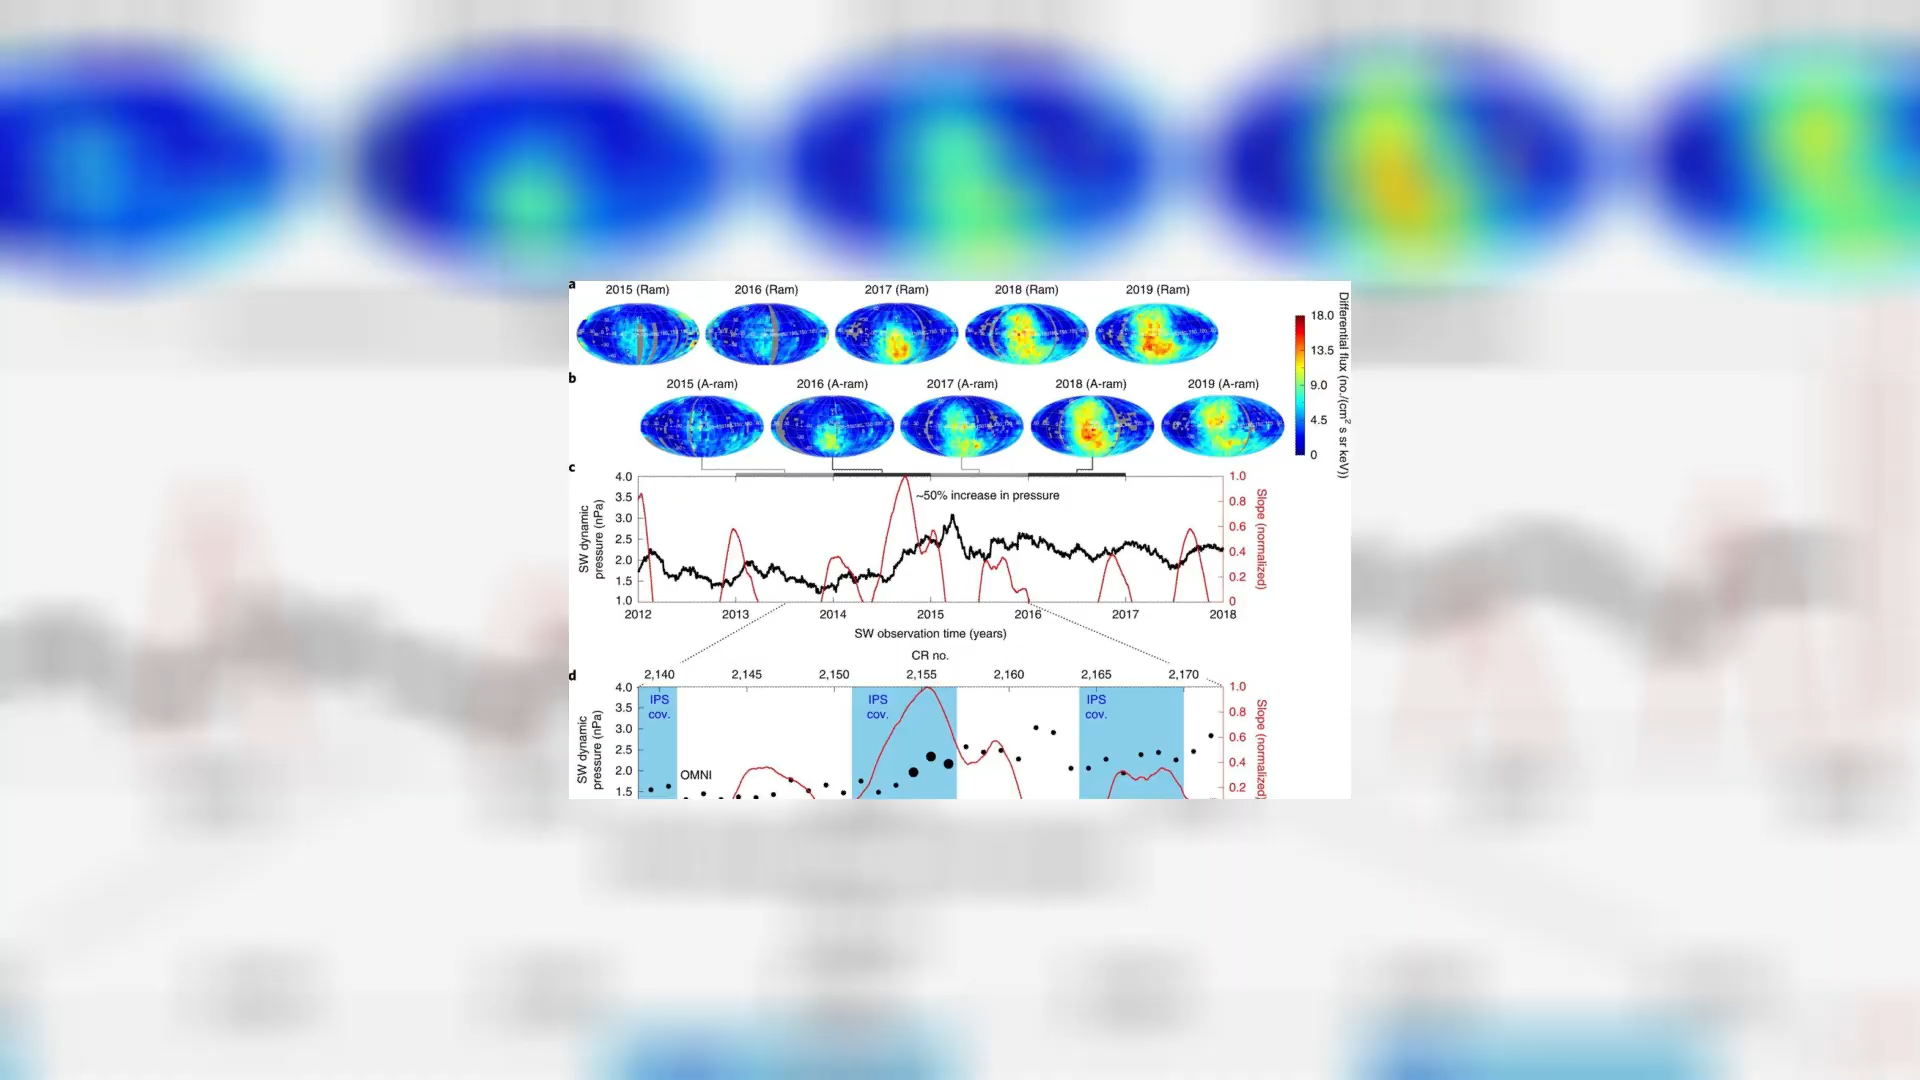 a
2015 (Ram) 2016 (Ram) 2017 (Ram) 2018 (Ram) 2019 (Ram)
b
2015 (A-ram) 2016 (A-ram) 2017 (A-ram) 2018 (A-ram) 2019 (A-ram)
18.0
13.5
9.0
4.5
0
Differential flux (no./(cm² s sr keV))
c
SW dynamic
pressure (nPa)
4.0
3.5
3.0
2.5
2.0
1.5
1.0
~50% increase in pressure
1.0
0.8
0.6
0.4
0.2
0
Slope (normalized)
2012 2013 2014 2015 2016 2017 2018
SW observation time (years)
CR no.
d
2,140 2,145 2,150 2,155 2,160 2,165 2,170
SW dynamic
pressure (nPa)
4.0
3.5
3.0
2.5
2.0
1.5
IPS
cov.
IPS
cov.
IPS
cov.
OMNI
1.0
0.8
0.6
0.4
0.2
Slope (normalized)